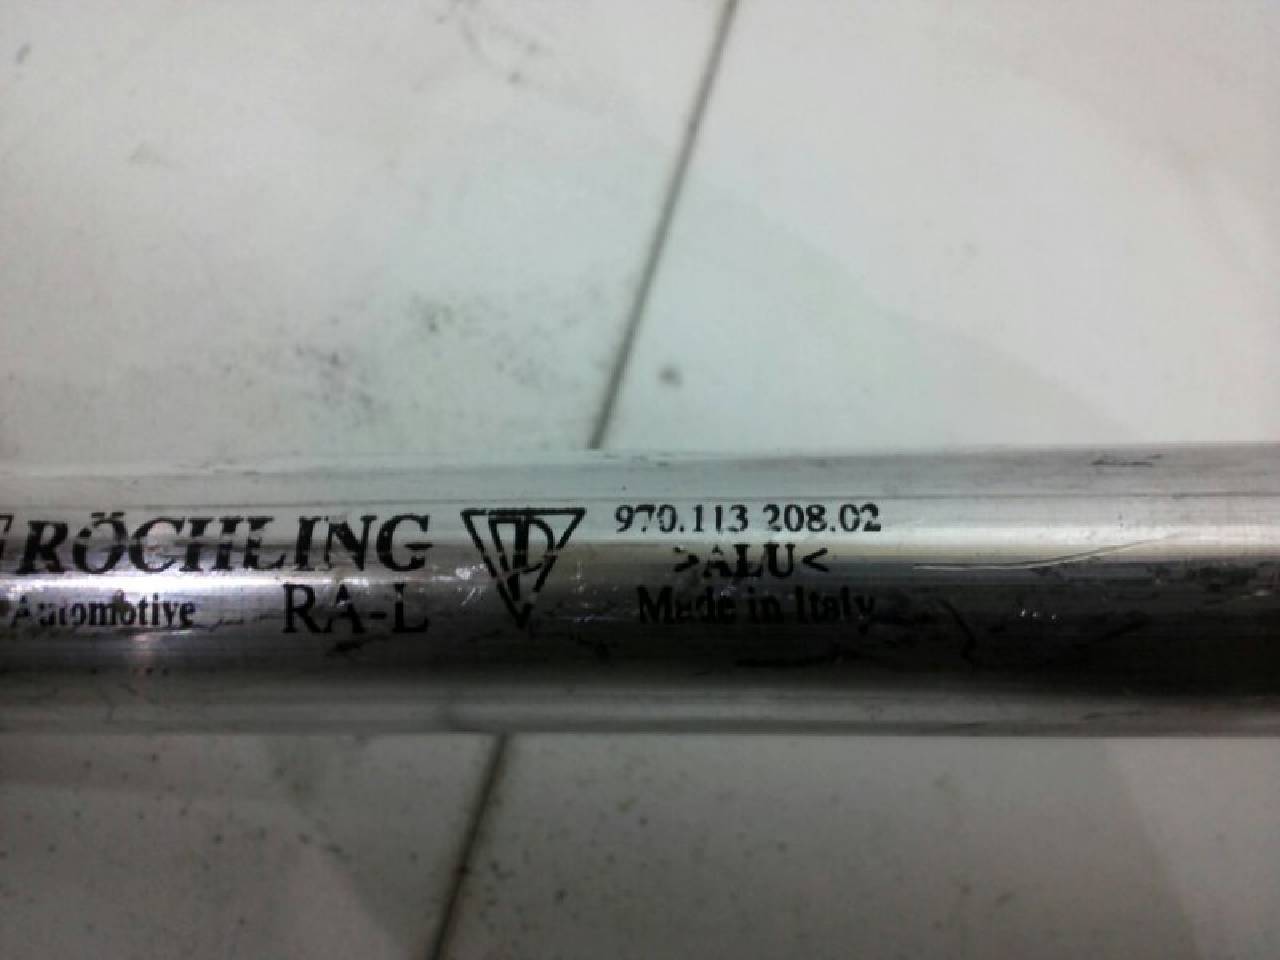 RÖCHLING
Automotive RA-L
970.113 208.02
>ALU<
Made in Italy